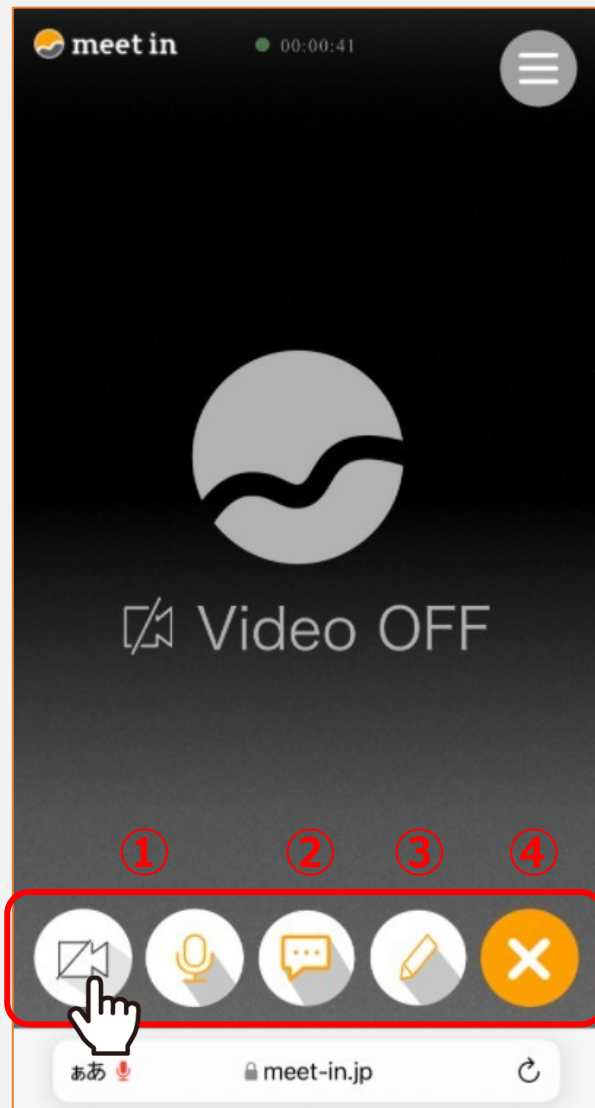 meet in 00:00:41
Video OFF
① ② ③ ④
ぁあ meet-in.jp